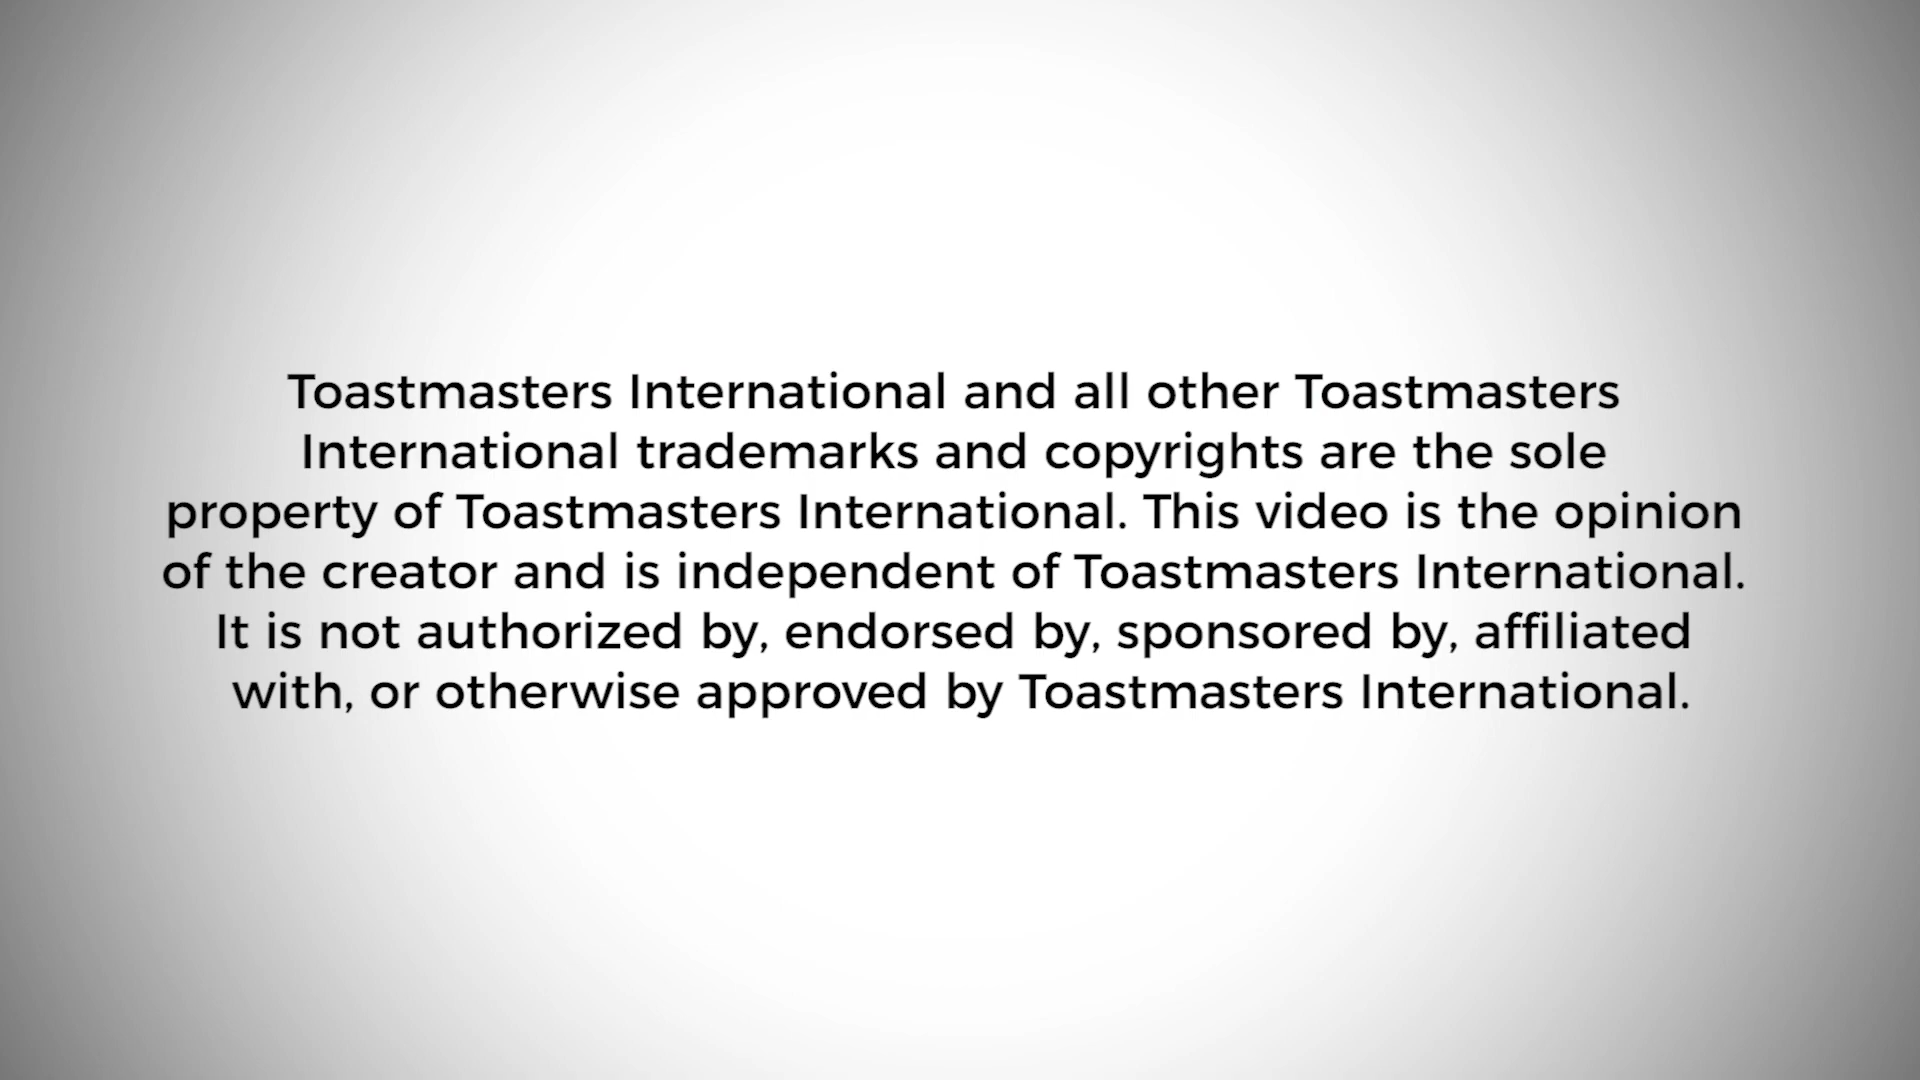 Toastmasters International and all other Toastmasters
International trademarks and copyrights are the sole
property of Toastmasters International. This video is the opinion
of the creator and is independent of Toastmasters International.
It is not authorized by, endorsed by, sponsored by, affiliated
with, or otherwise approved by Toastmasters International.